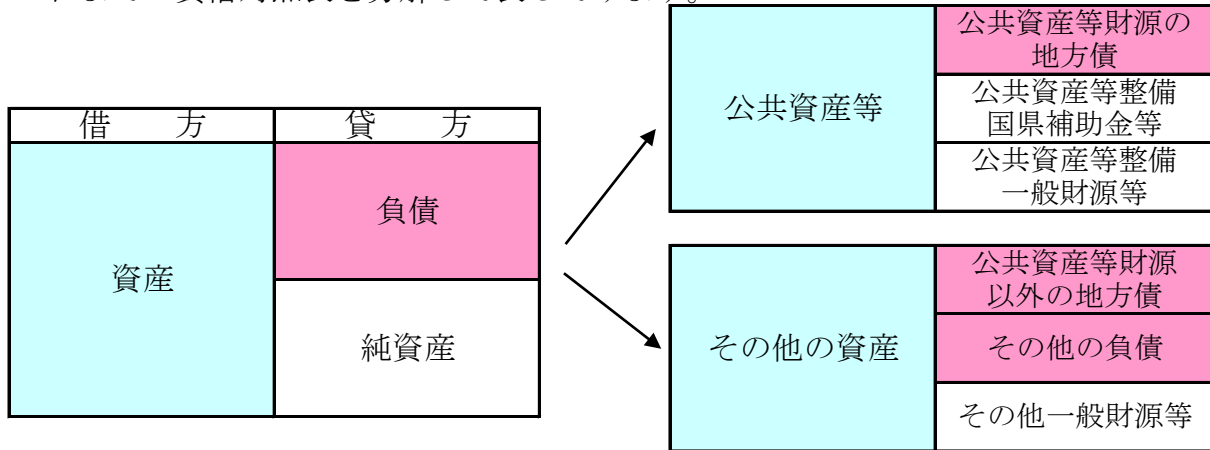 借　方
貸　方
資産
負債
純資産
公共資産等
公共資産等財源の
地方債
公共資産等整備
国県補助金等
公共資産等整備
一般財源等
その他の資産
公共資産等財源
以外の地方債
その他の負債
その他一般財源等